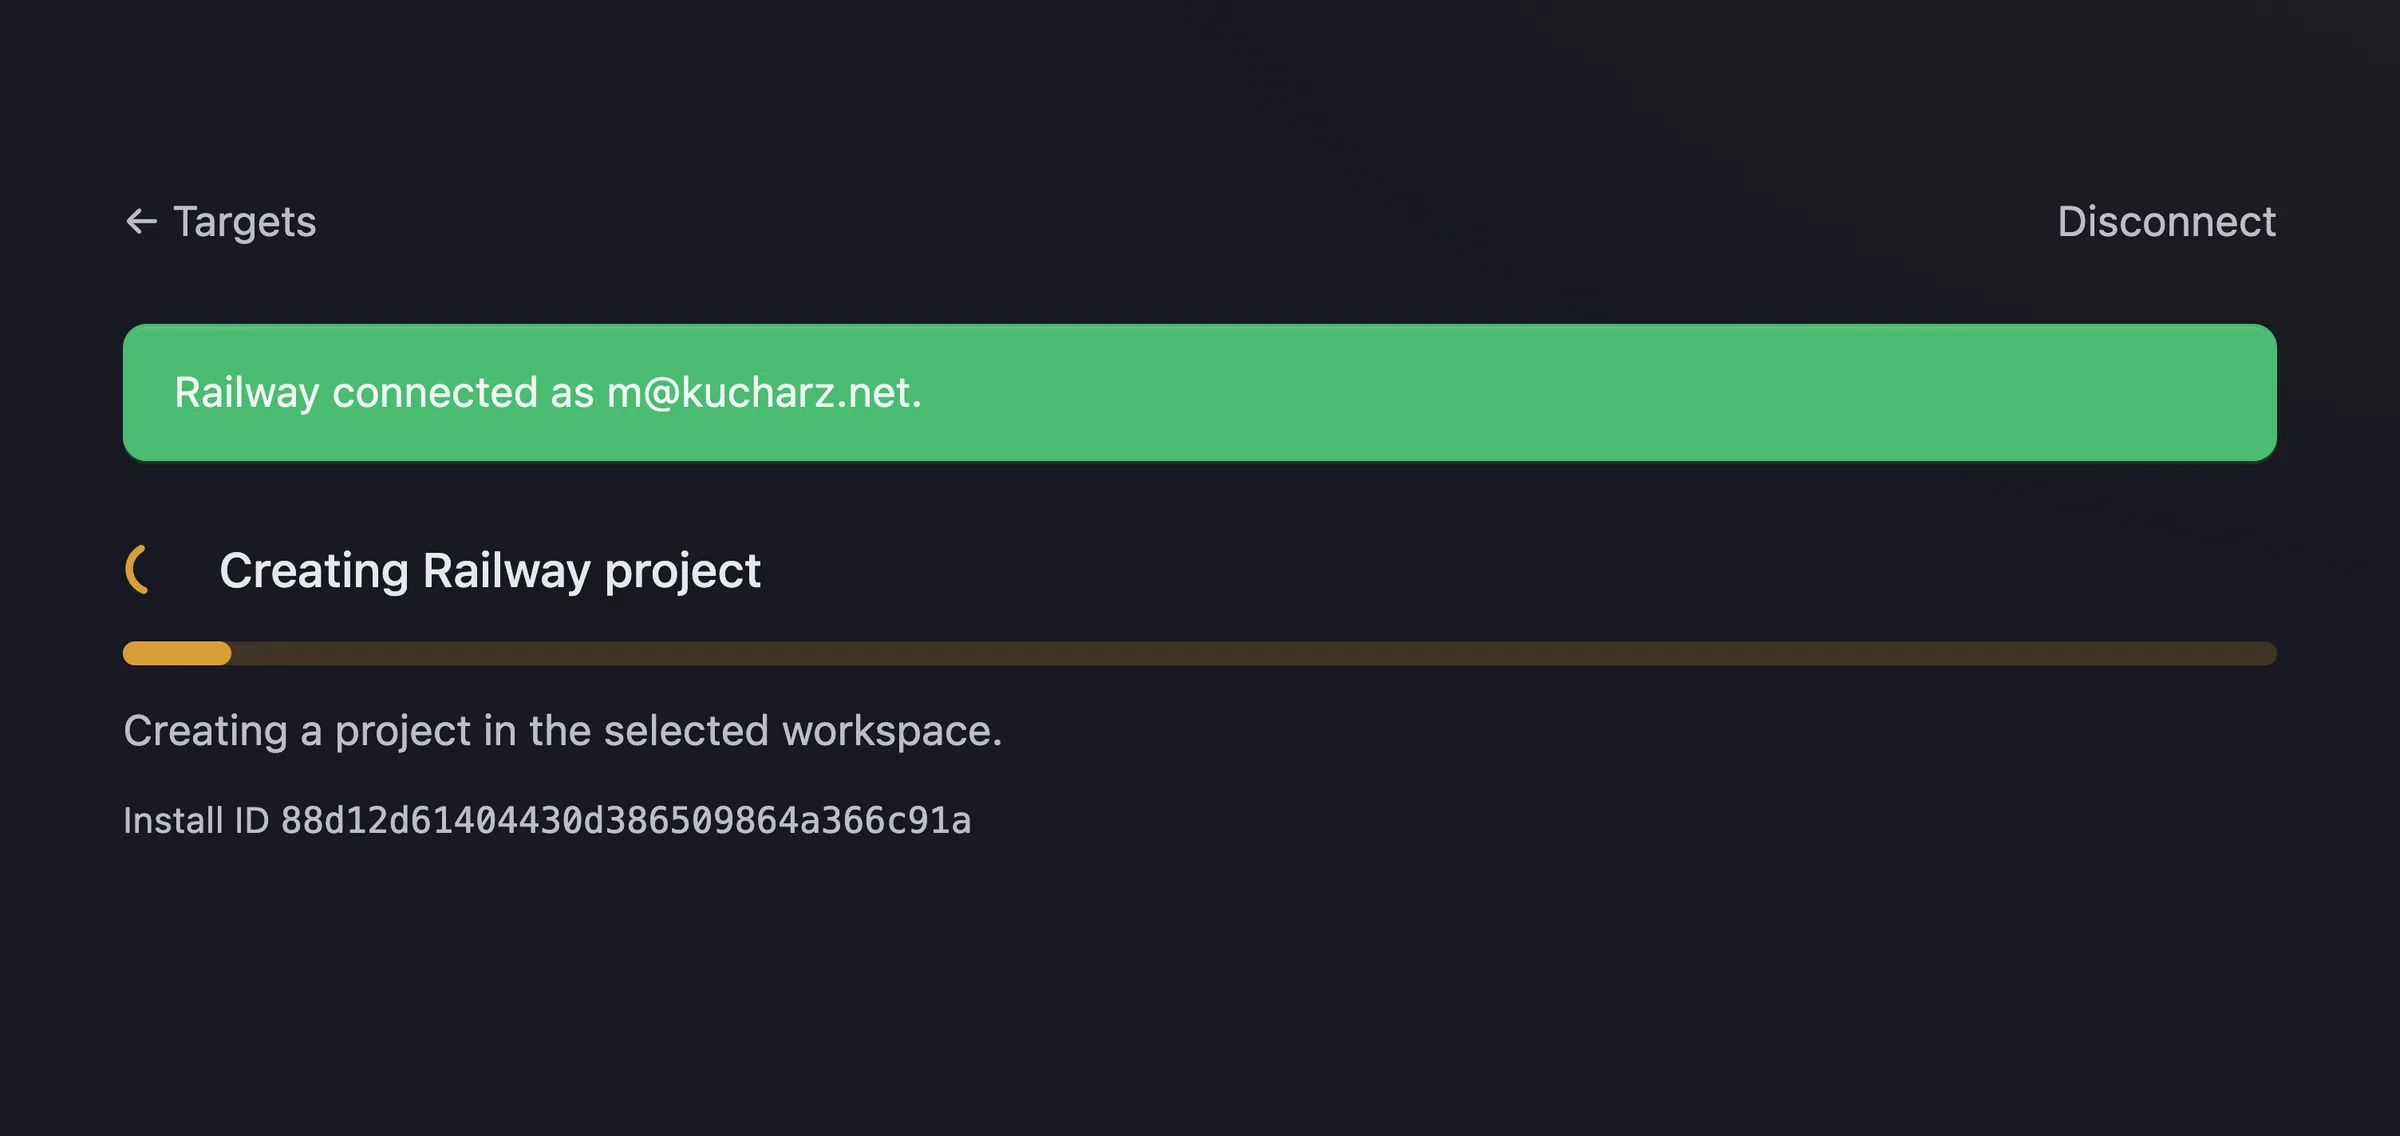 ← Targets
Disconnect
Railway connected as m@kucharz.net.
Creating Railway project
Creating a project in the selected workspace.
Install ID 88d12d61404430d386509864a366c91a